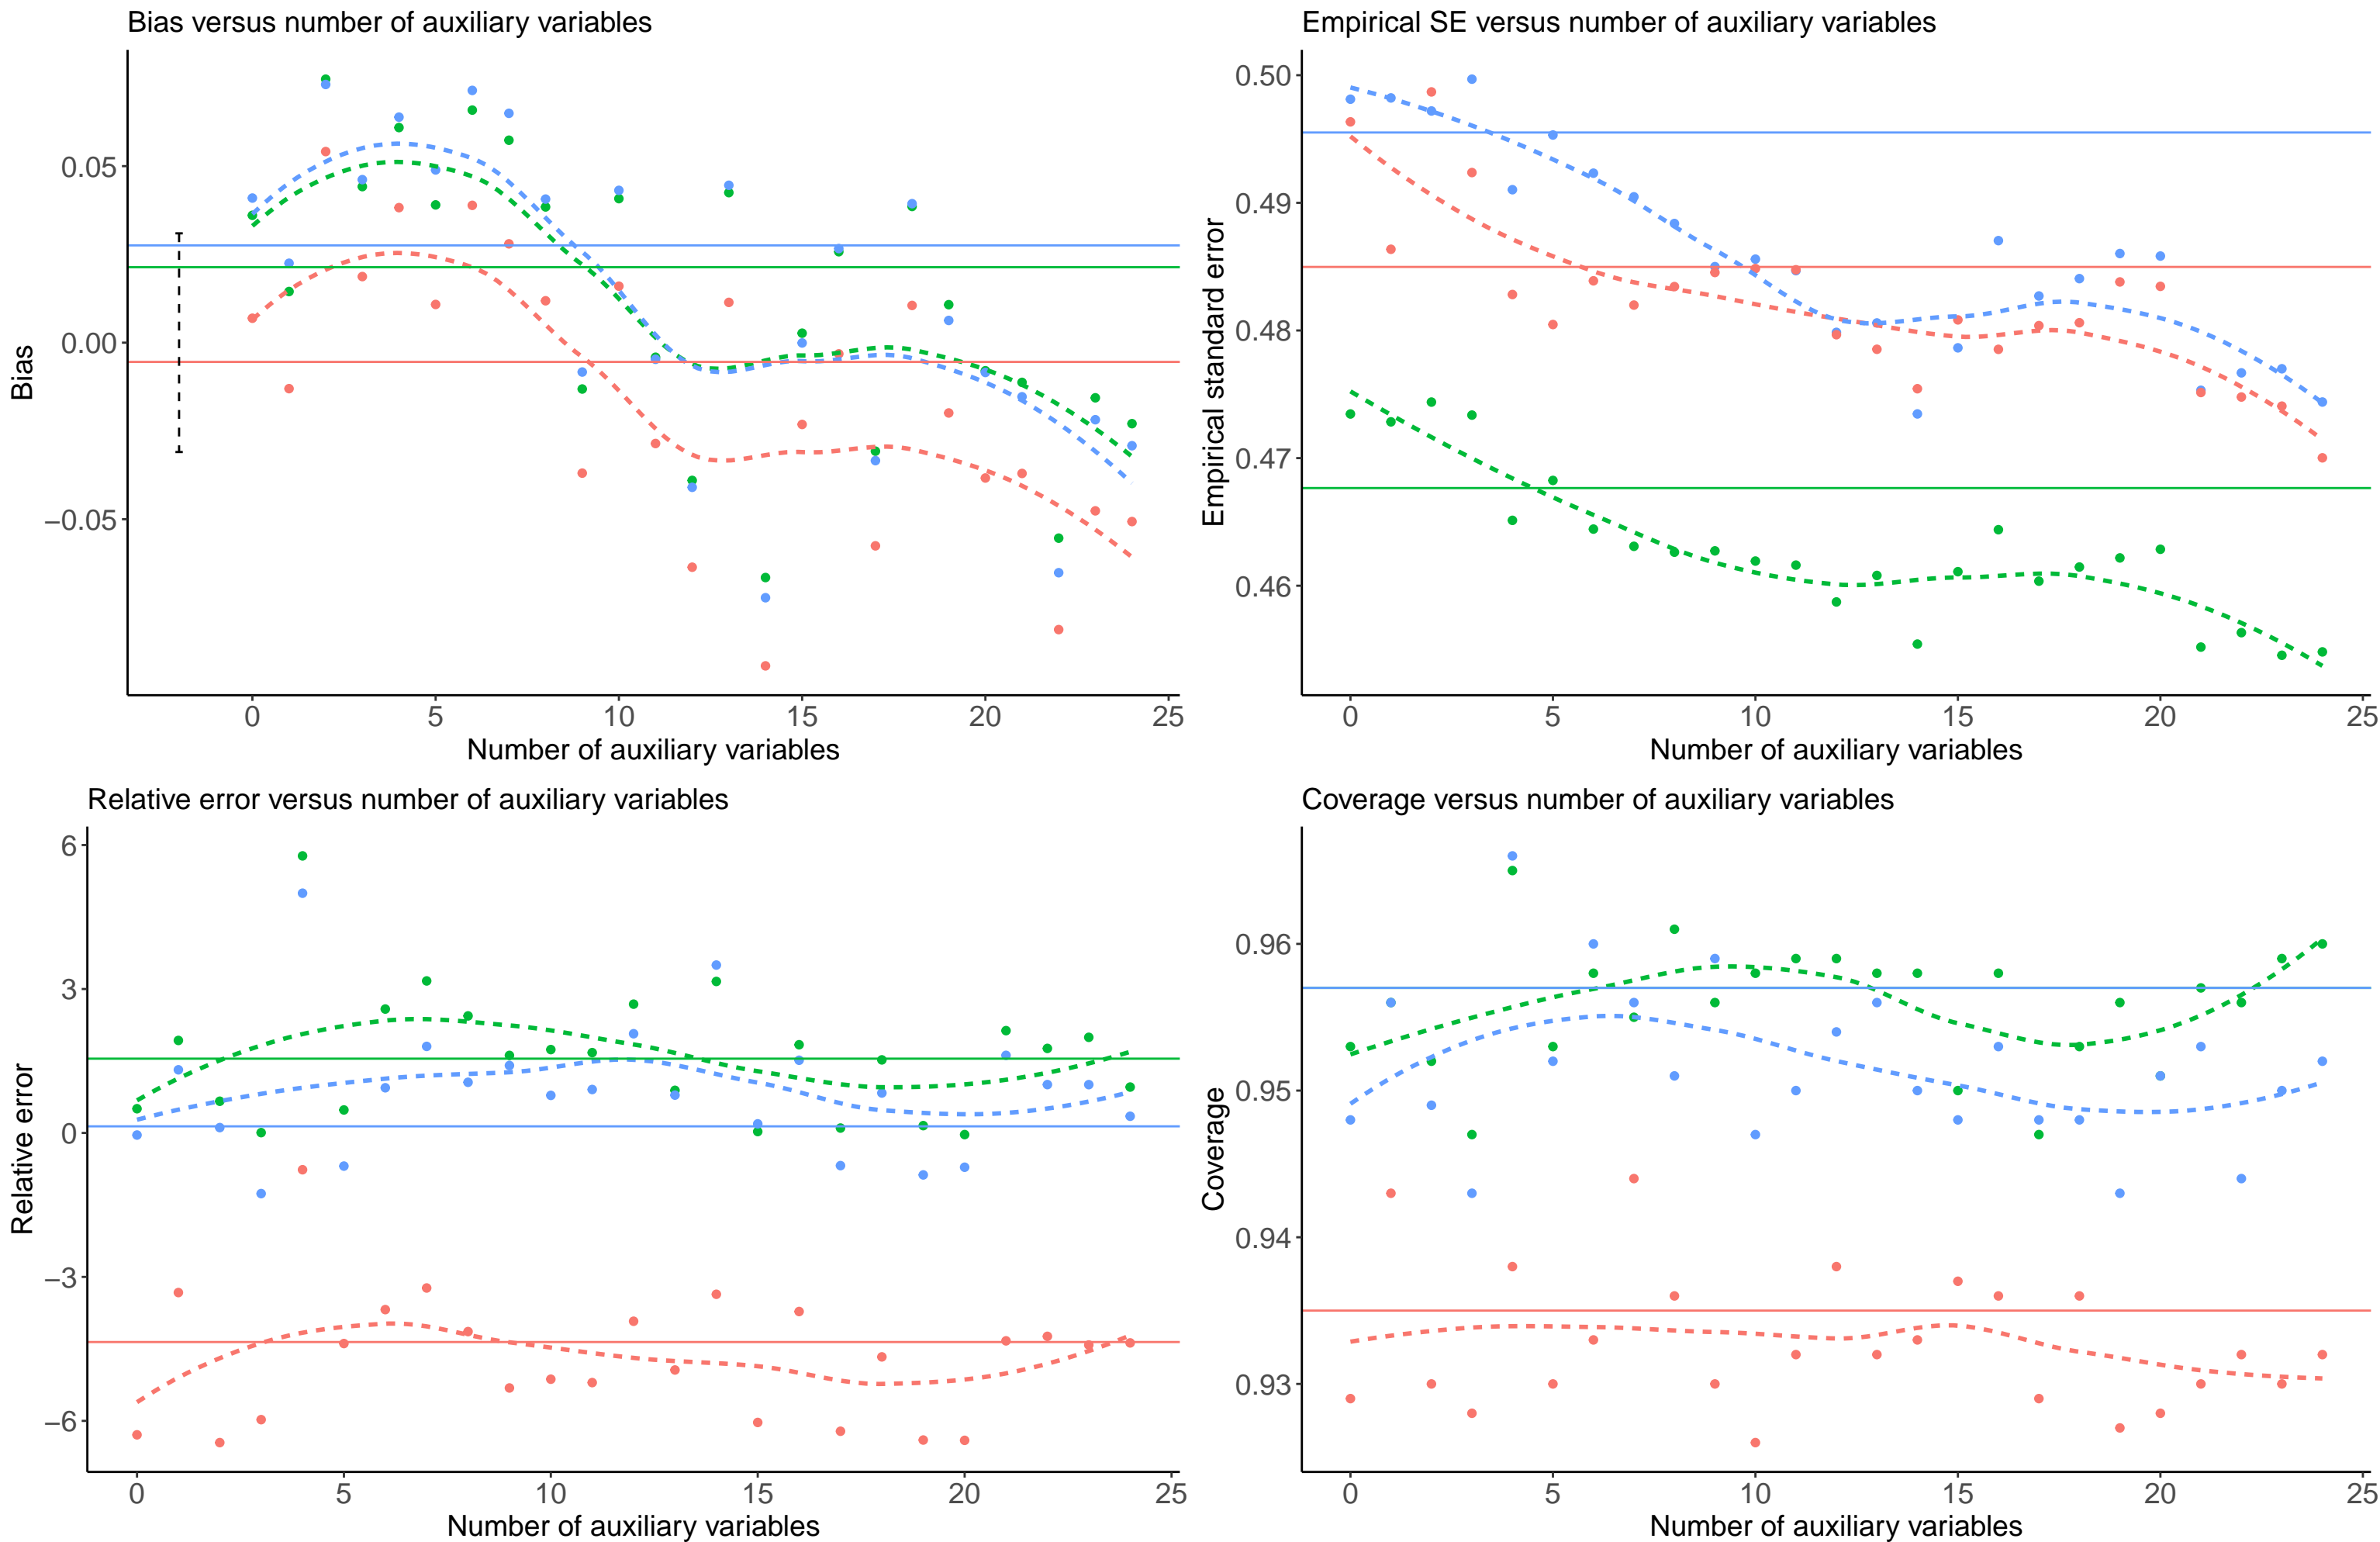 Bias versus number of auxiliary variables
0.05
0.00
−0.05
Bias
0 5 10 15 20 25
Number of auxiliary variables
Empirical SE versus number of auxiliary variables
0.50
0.49
0.48
0.47
0.46
Empirical standard error
0 5 10 15 20 25
Number of auxiliary variables
Relative error versus number of auxiliary variables
6
3
0
−3
−6
Relative error
0 5 10 15 20 25
Number of auxiliary variables
Coverage versus number of auxiliary variables
0.96
0.95
0.94
0.93
Coverage
0 5 10 15 20 25
Number of auxiliary variables